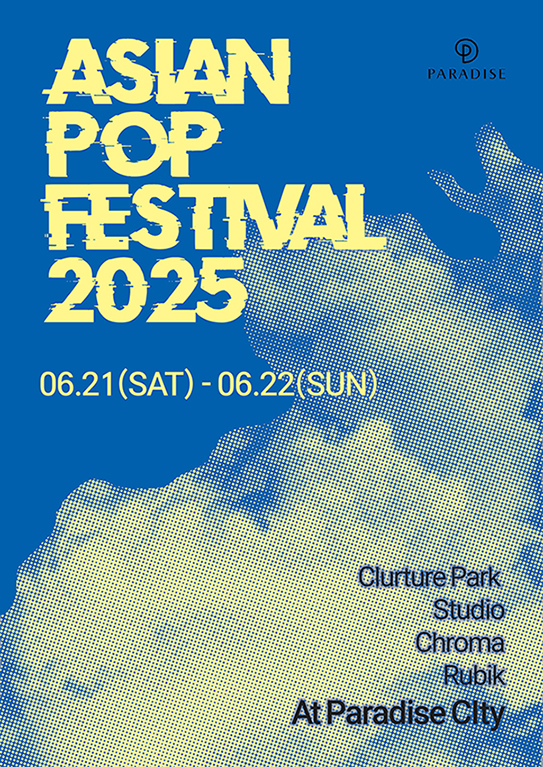 ASIAN
POP
FESTIVAL
2025
PARADISE
06.21(SAT) - 06.22(SUN)
Clurture Park
Studio
Chroma
Rubik
At Paradise CIty